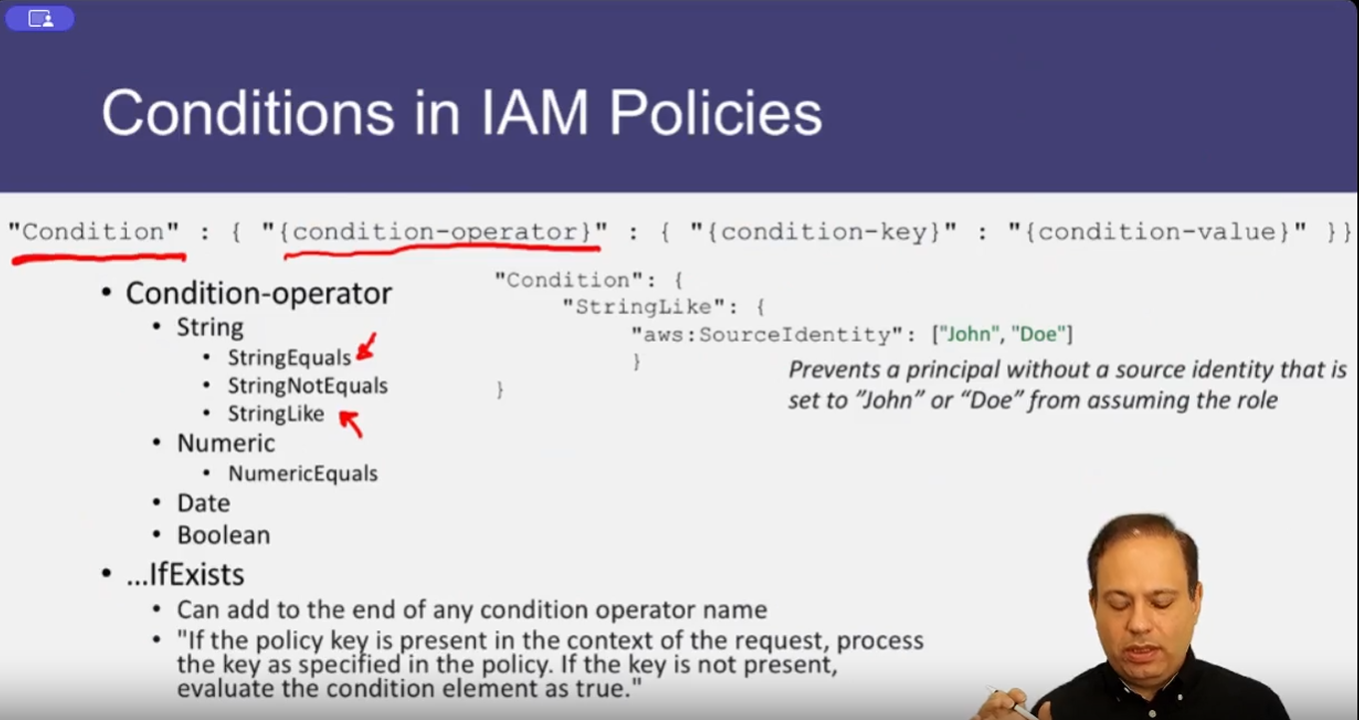 Conditions in IAM Policies
"Condition" : { "{condition-operator}" : { "{condition-key}" : "{condition-value}" }}
• Condition-operator
• String
• StringEquals
• StringNotEquals
• StringLike
• Numeric
• NumericEquals
• Date
• Boolean
• ...IfExists
• Can add to the end of any condition operator name
• "If the policy key is present in the context of the request, process
the key as specified in the policy. If the key is not present,
evaluate the condition element as true."
"Condition": {
"StringLike": {
"aws:SourceIdentity": ["John", "Doe"]
}
}
Prevents a principal without a source identity that is
set to ”John” or “Doe” from assuming the role